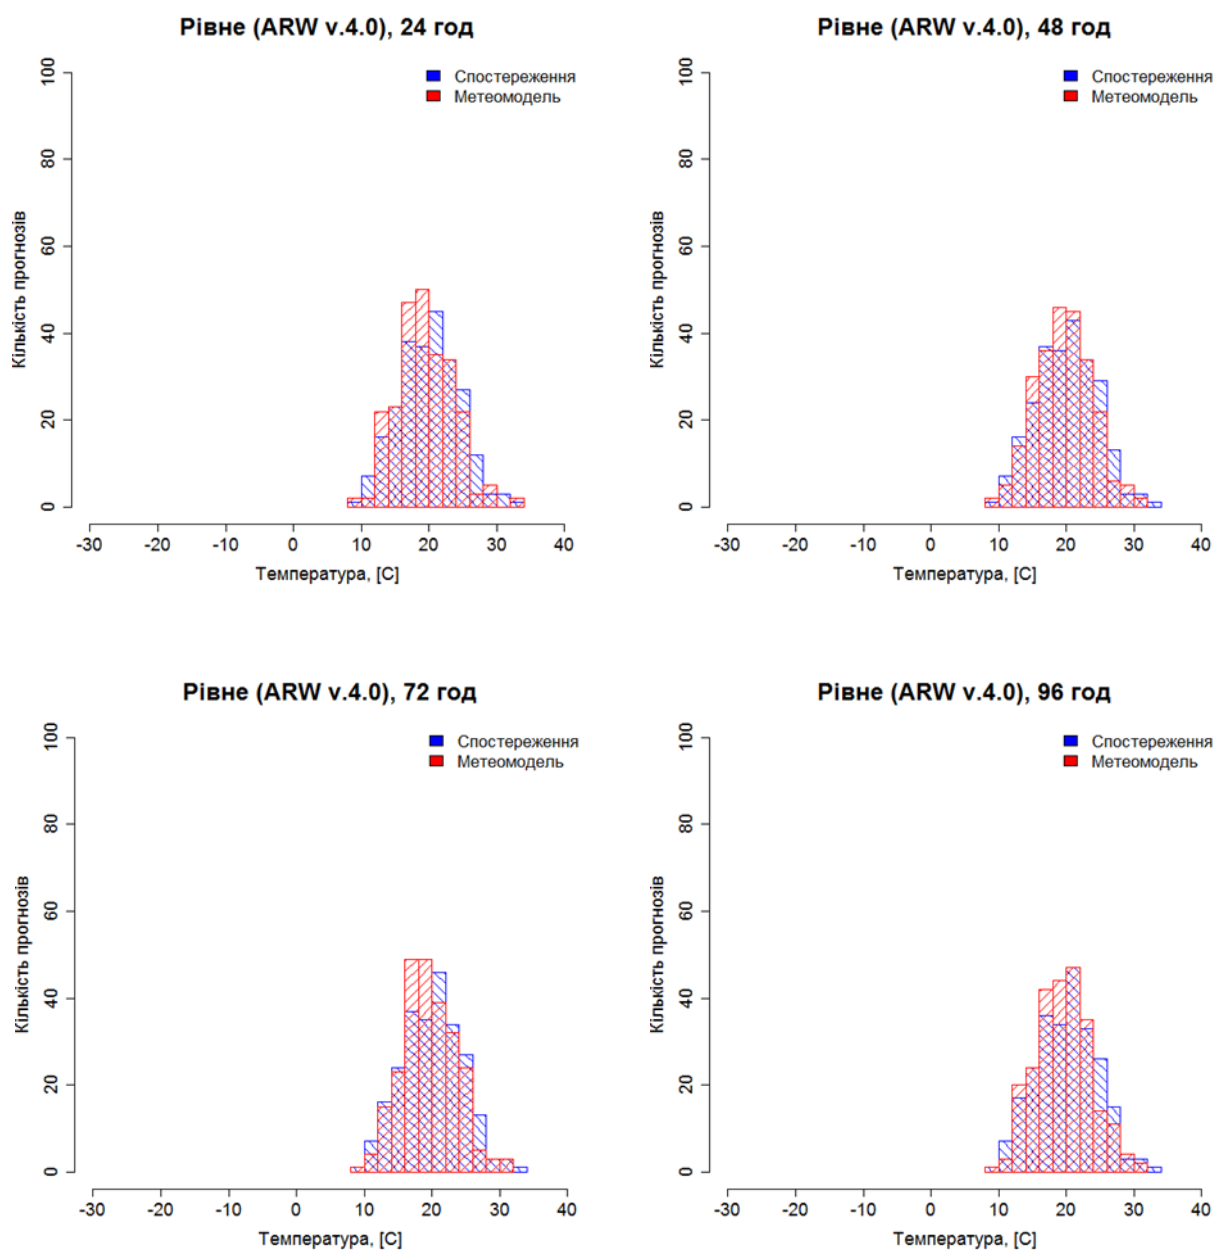 Рівне (ARW v.4.0), 24 год
Спостереження
Метеомодель
Кількість прогнозів
0 20 40 60 80 100
-30 -20 -10 0 10 20 30 40
Температура, [C]
Рівне (ARW v.4.0), 48 год
Спостереження
Метеомодель
Кількість прогнозів
0 20 40 60 80 100
-30 -20 -10 0 10 20 30 40
Температура, [C]
Рівне (ARW v.4.0), 72 год
Спостереження
Метеомодель
Кількість прогнозів
0 20 40 60 80 100
-30 -20 -10 0 10 20 30 40
Температура, [C]
Рівне (ARW v.4.0), 96 год
Спостереження
Метеомодель
Кількість прогнозів
0 20 40 60 80 100
-30 -20 -10 0 10 20 30 40
Температура, [C]